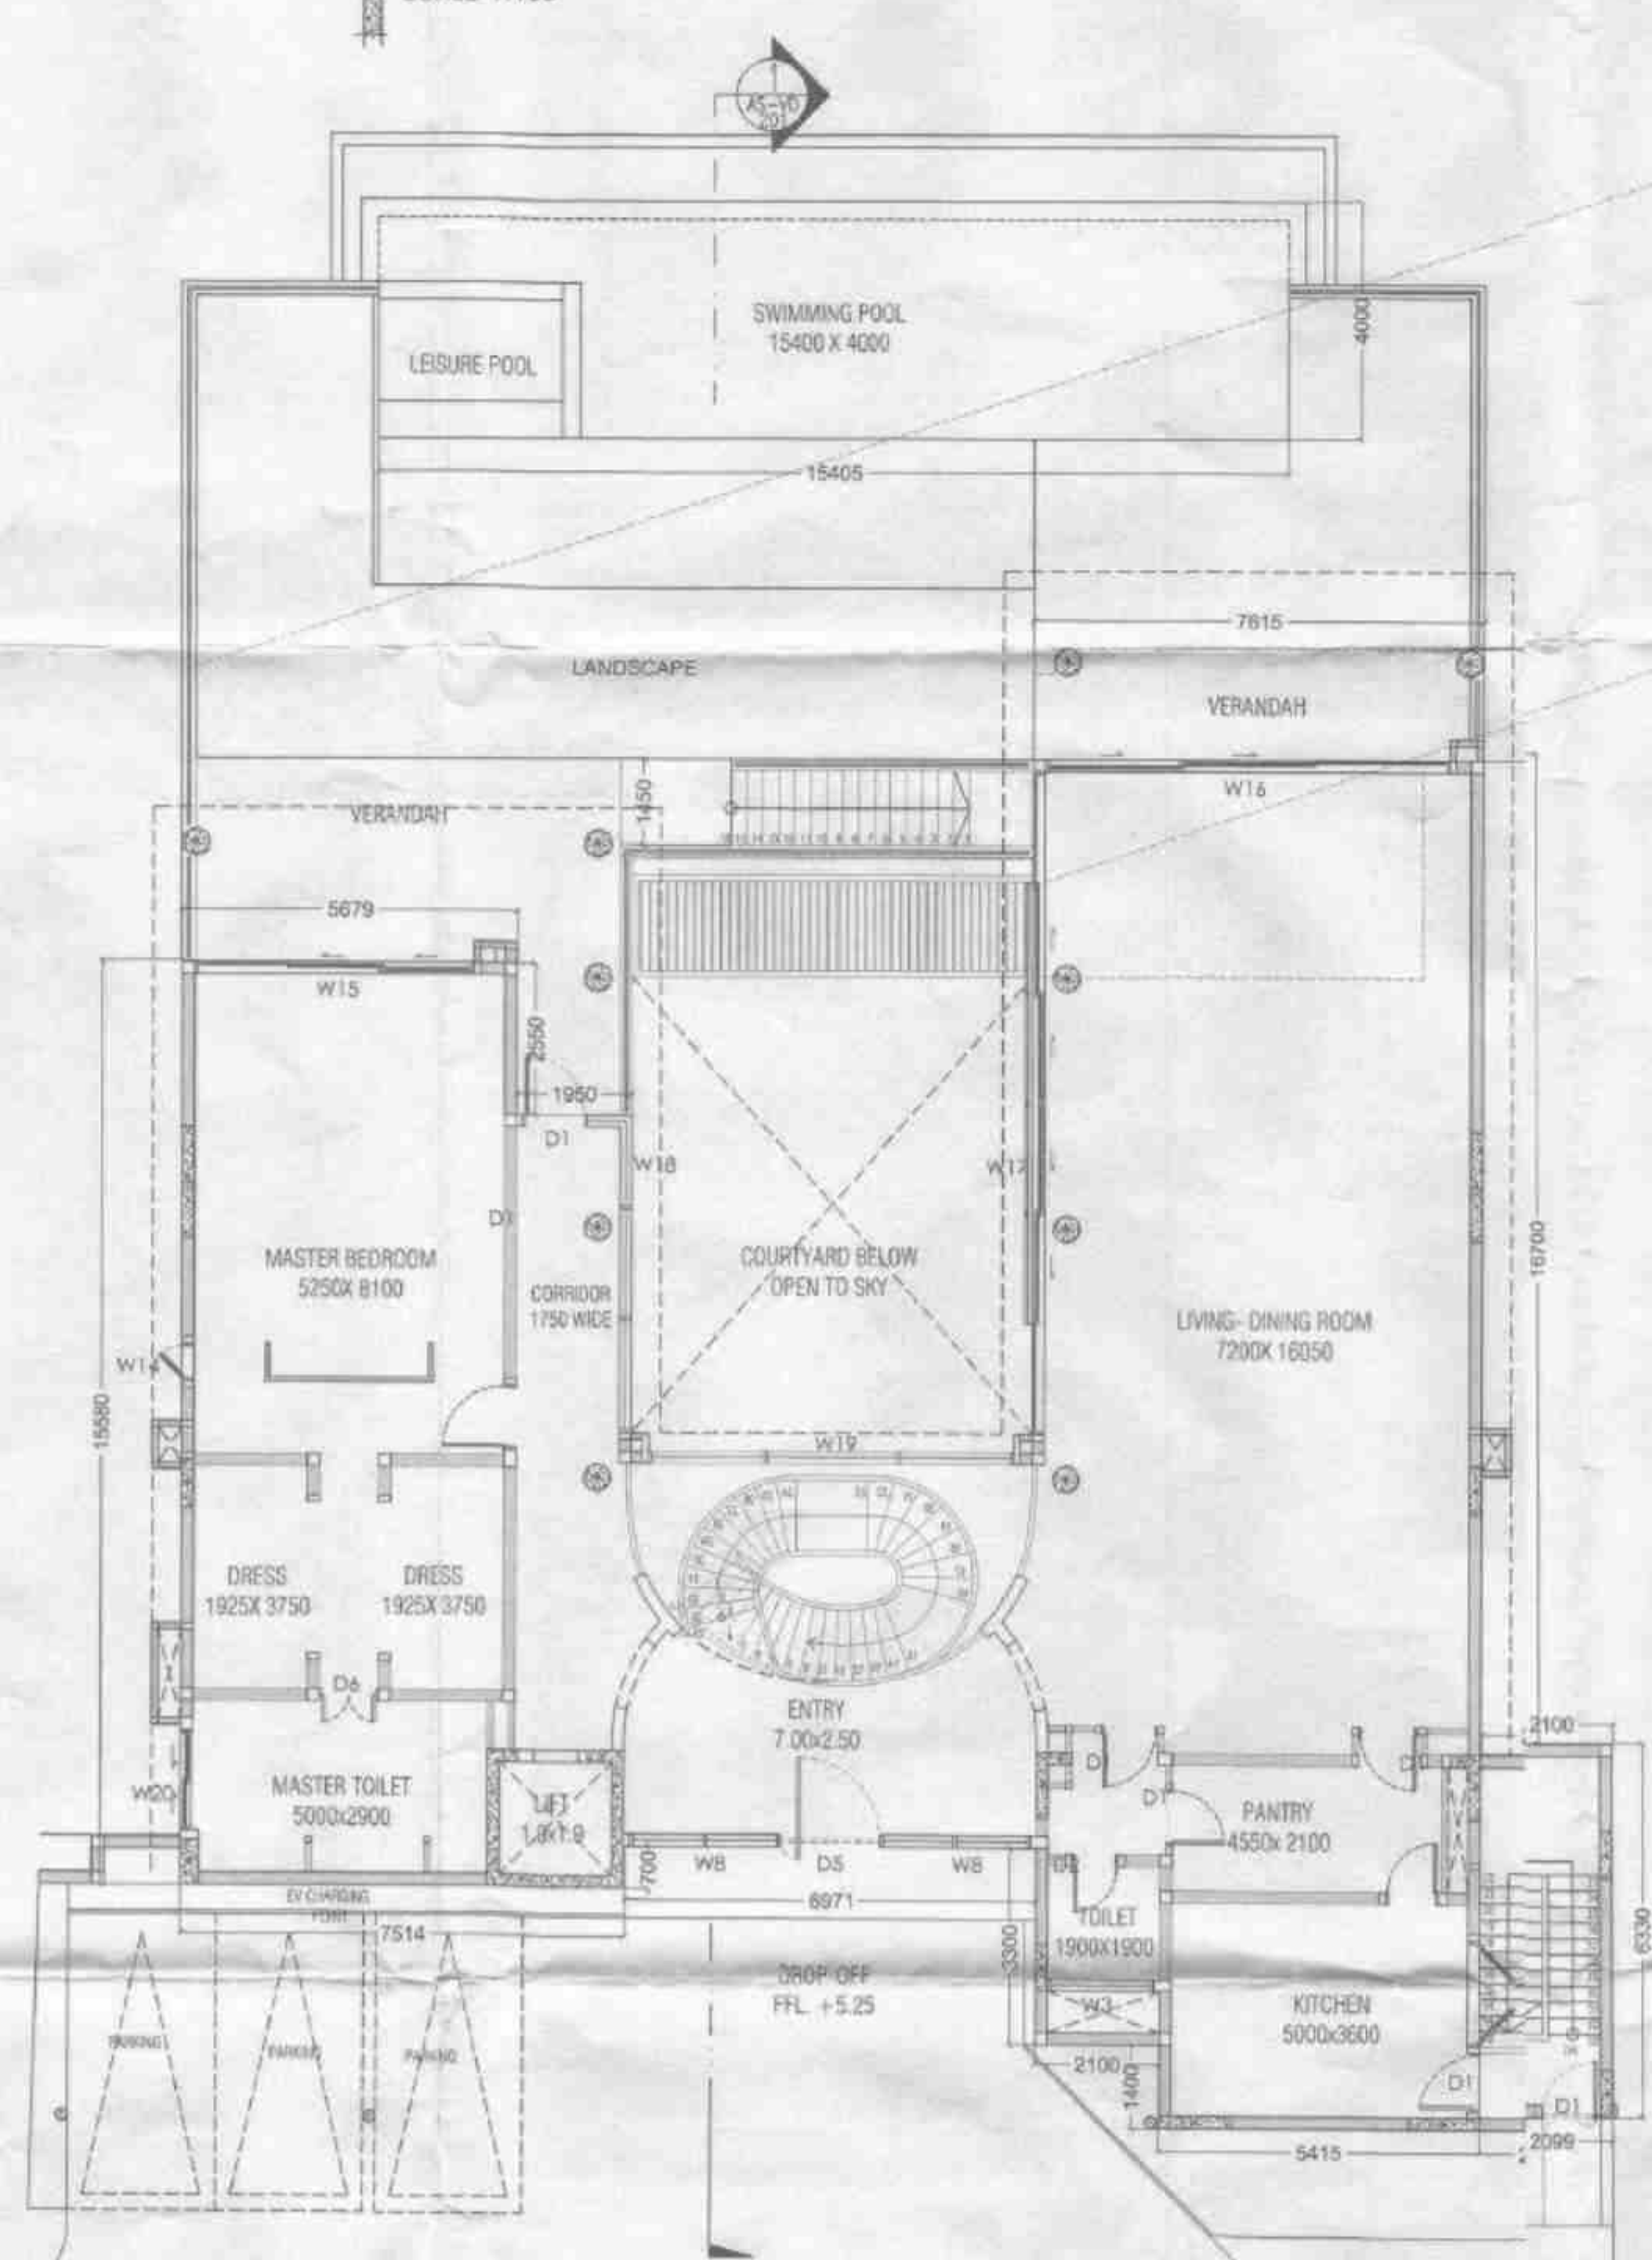 AS-VD
201
SWIMMING POOL
15400 X 4000
4000
LEISURE POOL
15405
7615
LANDSCAPE
VERANDAH
W16
1450
VERANDAH
5679
W15
2550
1950
D1
W18
W17
D1
MASTER BEDROOM
5250X 8100
CORRIDOR
1750 WIDE
COURTYARD BELOW
OPEN TO SKY
16700
LIVING- DINING ROOM
7200X 16050
15580
W19
DRESS
1925X 3750
DRESS
1925X 3750
D6
ENTRY
7.00x2.50
2100
MASTER TOILET
5000x2900
W20
LIFT
D1
PANTRY
4550x 2100
W8
D5
W8
700
EV CHARGING
6971
7514
TOILET
1900X1900
3300
6330
DROP OFF
FFL +5.25
W3
KITCHEN
5000x3600
PARKING
PARKING
PARKING
2100
1400
D1
D1
5415
2099